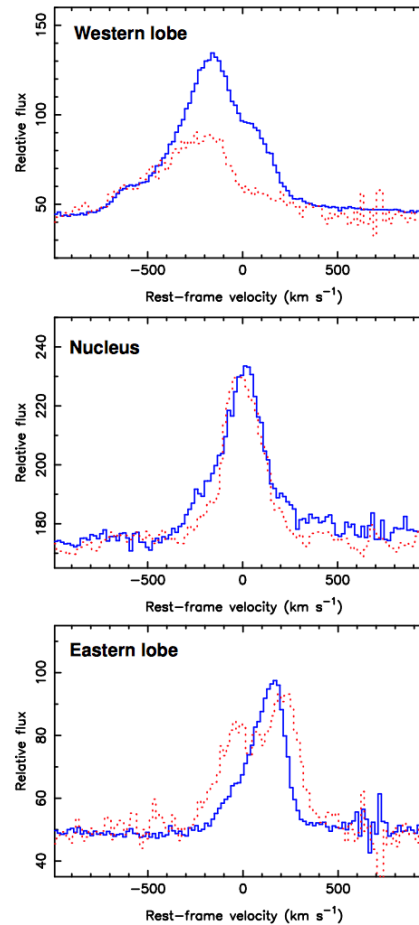 Western lobe
150
100
50
Relative flux
−500
0
500
Rest−frame velocity (km s−1)
Nucleus
240
220
200
180
Relative flux
−500
0
500
Rest−frame velocity (km s−1)
Eastern lobe
100
80
60
40
Relative flux
−500
0
500
Rest−frame velocity (km s−1)